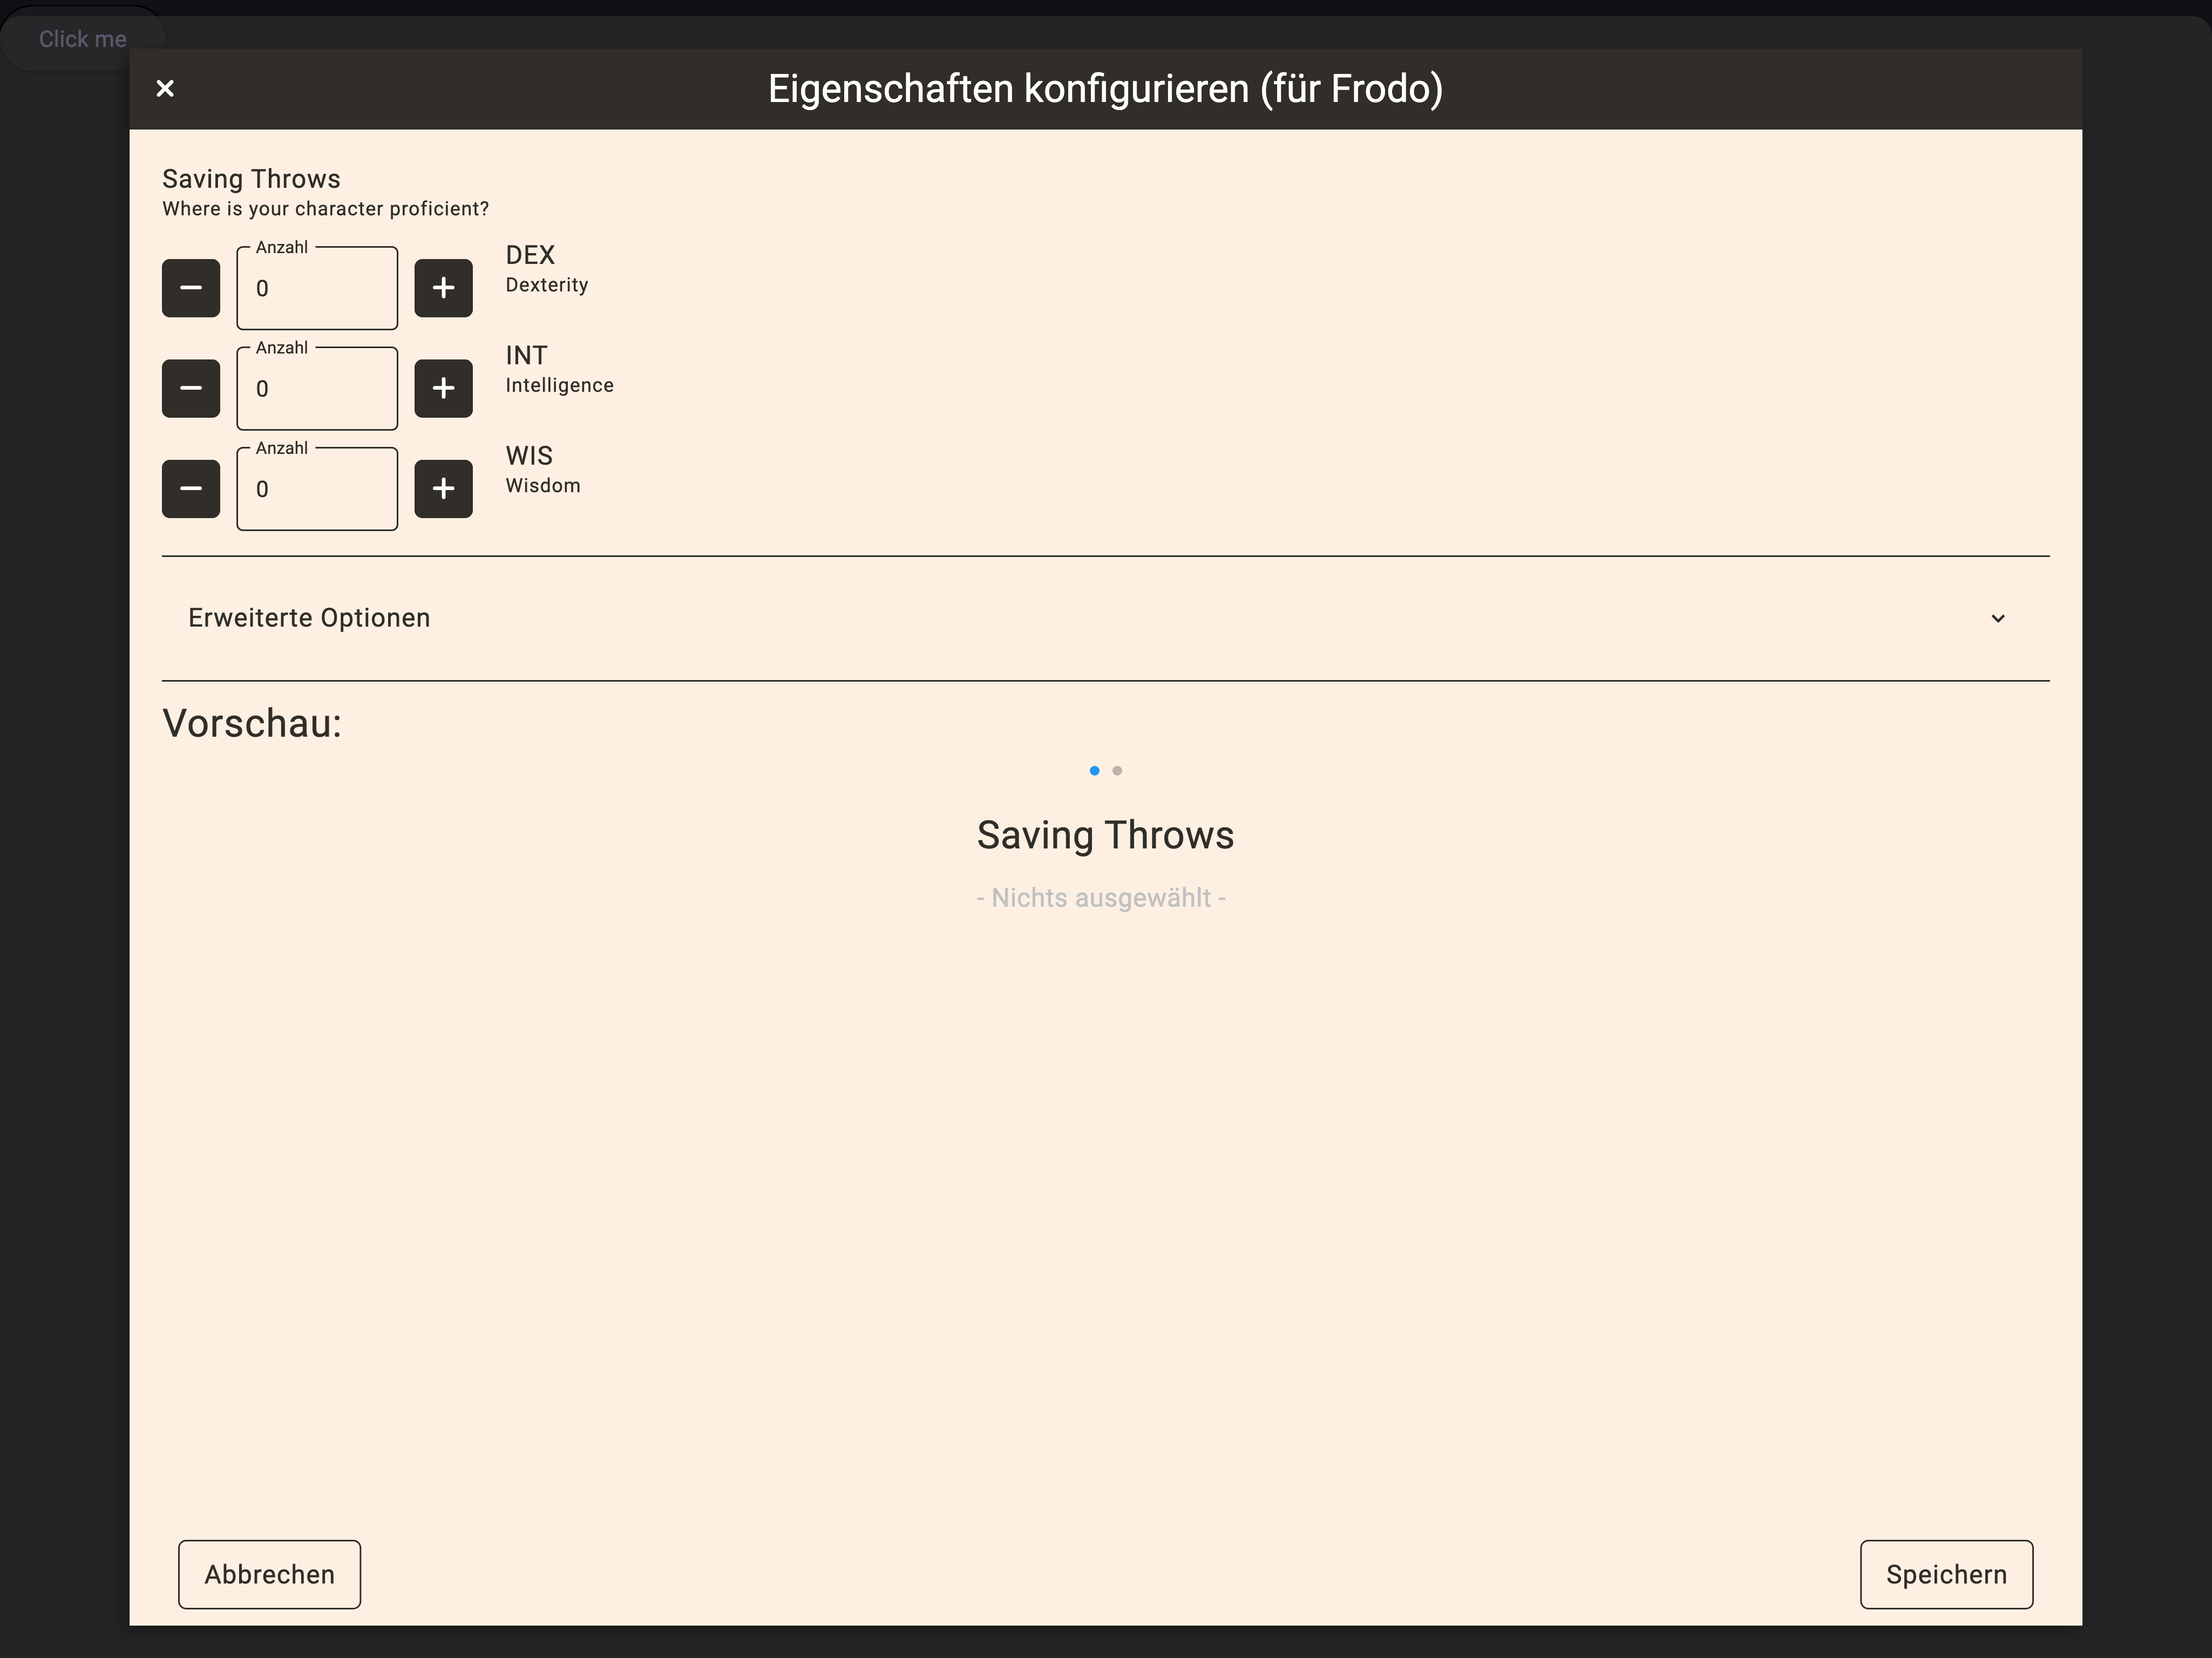 Click me
Eigenschaften konfigurieren (für Frodo)
Saving Throws
Where is your character proficient?
Anzahl
0
DEX
Dexterity
Anzahl
0
INT
Intelligence
Anzahl
0
WIS
Wisdom
Erweiterte Optionen
Vorschau:
Saving Throws
- Nichts ausgewählt -
Abbrechen
Speichern